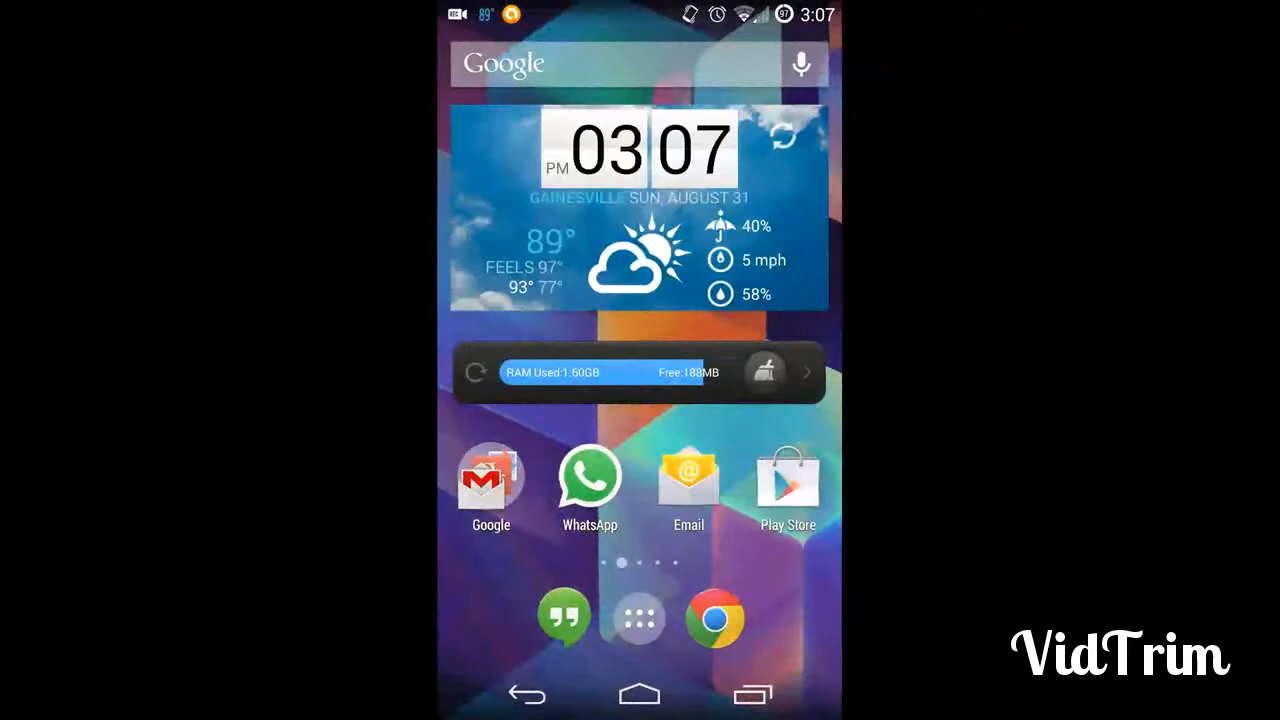 REC 89° 97 3:07
Google
PM 03 07
GAINESVILLE SUN, AUGUST 31
89°
FEELS 97°
93° 77°
40%
5 mph
58%
RAM Used:1.60GB Free:188MB
Google WhatsApp Email Play Store
VidTrim